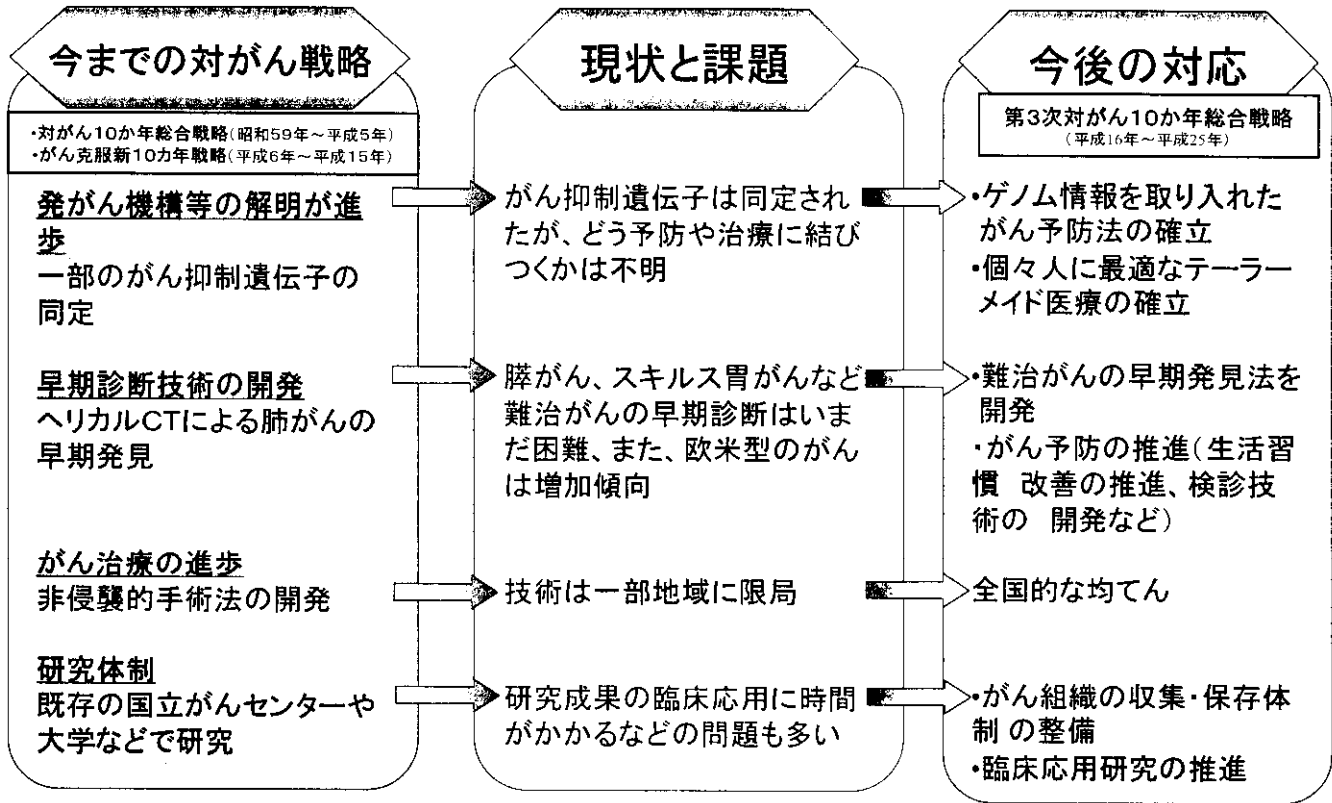 今までの対がん戦略
・対がん10か年総合戦略(昭和59年～平成5年)
・がん克服新10カ年戦略(平成6年～平成15年)
発がん機構等の解明が進
歩
一部のがん抑制遺伝子の
同定
早期診断技術の開発
ヘリカルCTによる肺がんの
早期発見
がん治療の進歩
非侵襲的手術法の開発
研究体制
既存の国立がんセンターや
大学などで研究
現状と課題
がん抑制遺伝子は同定され
たが、どう予防や治療に結び
つくかは不明
膵がん、スキルス胃がんなど
難治がんの早期診断はいま
だ困難、また、欧米型のがん
は増加傾向
技術は一部地域に限局
研究成果の臨床応用に時間
がかかるなどの問題も多い
今後の対応
第3次対がん10か年総合戦略
(平成16年～平成25年)
・ゲノム情報を取り入れた
がん予防法の確立
・個々人に最適なテーラー
メイド医療の確立
・難治がんの早期発見法を
開発
・がん予防の推進(生活習
慣 改善の推進、検診技
術の 開発など)
全国的な均てん
・がん組織の収集・保存体
制 の整備
・臨床応用研究の推進